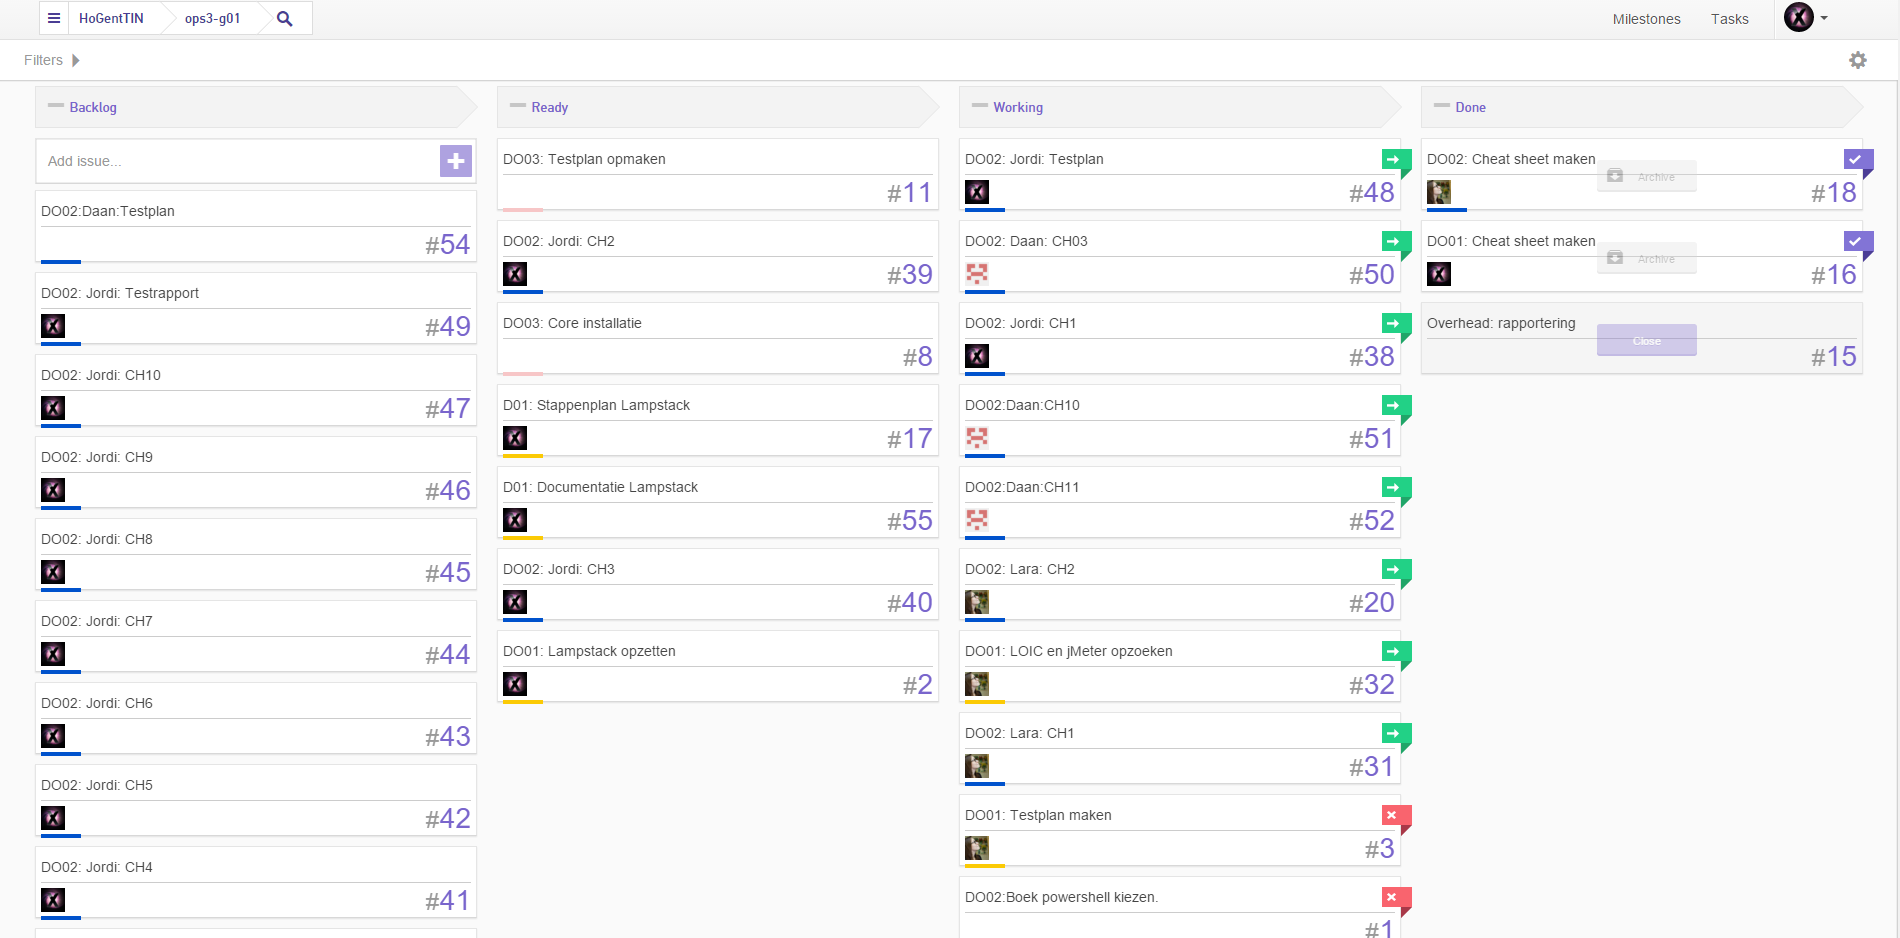 HoGentTIN
ops3-g01
Milestones
Tasks
Filters
Backlog
Add issue...
DO02:Daan:Testplan
#54
DO02: Jordi: Testrapport
#49
DO02: Jordi: CH10
#47
DO02: Jordi: CH9
#46
DO02: Jordi: CH8
#45
DO02: Jordi: CH7
#44
DO02: Jordi: CH6
#43
DO02: Jordi: CH5
#42
DO02: Jordi: CH4
#41
Ready
DO03: Testplan opmaken
#11
DO02: Jordi: CH2
#39
DO03: Core installatie
#8
D01: Stappenplan Lampstack
#17
D01: Documentatie Lampstack
#55
DO02: Jordi: CH3
#40
DO01: Lampstack opzetten
#2
Working
DO02: Jordi: Testplan
#48
DO02: Daan: CH03
#50
DO02: Jordi: CH1
#38
DO02:Daan:CH10
#51
DO02:Daan:CH11
#52
DO02: Lara: CH2
#20
DO01: LOIC en jMeter opzoeken
#32
DO02: Lara: CH1
#31
DO01: Testplan maken
#3
DO02:Boek powershell kiezen.
#1
Done
DO02: Cheat sheet maken
Archive
#18
DO01: Cheat sheet maken
Archive
#16
Overhead: rapportering
Close
#15